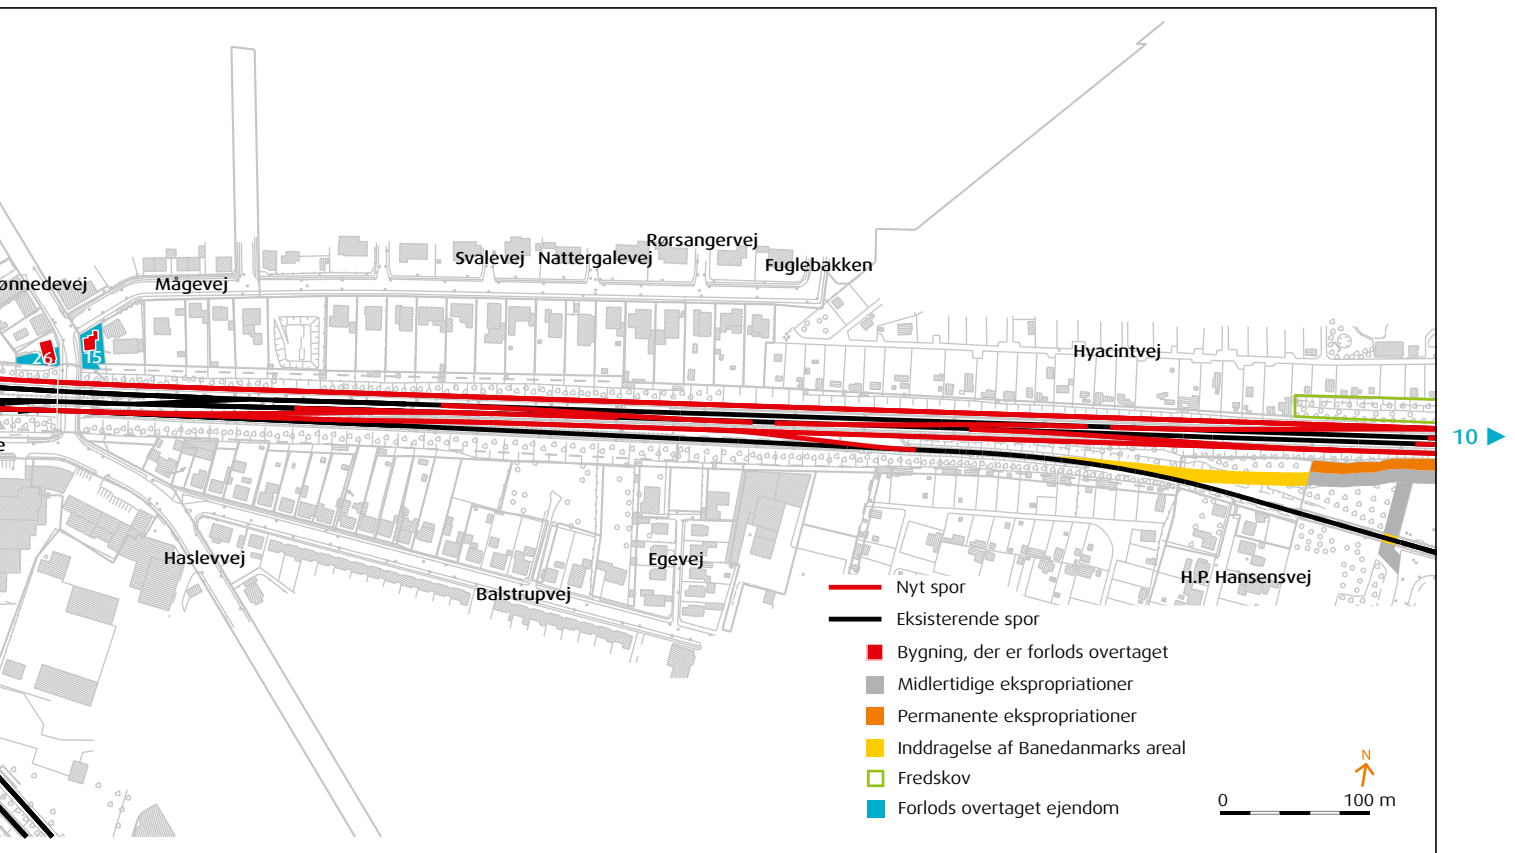 Rørsangervej
Svalevej
Nattergalevej
Fuglebakken
ønnedevej
Mågevej
Hyacintvej
26
15
10
e
Haslevvej
Egevej
Balstrupvej
H.P. Hansensvej
Nyt spor
Eksisterende spor
Bygning, der er forlods overtaget
Midlertidige ekspropriationer
Permanente ekspropriationer
Inddragelse af Banedanmarks areal
Fredskov
Forlods overtaget ejendom
N
0 100 m